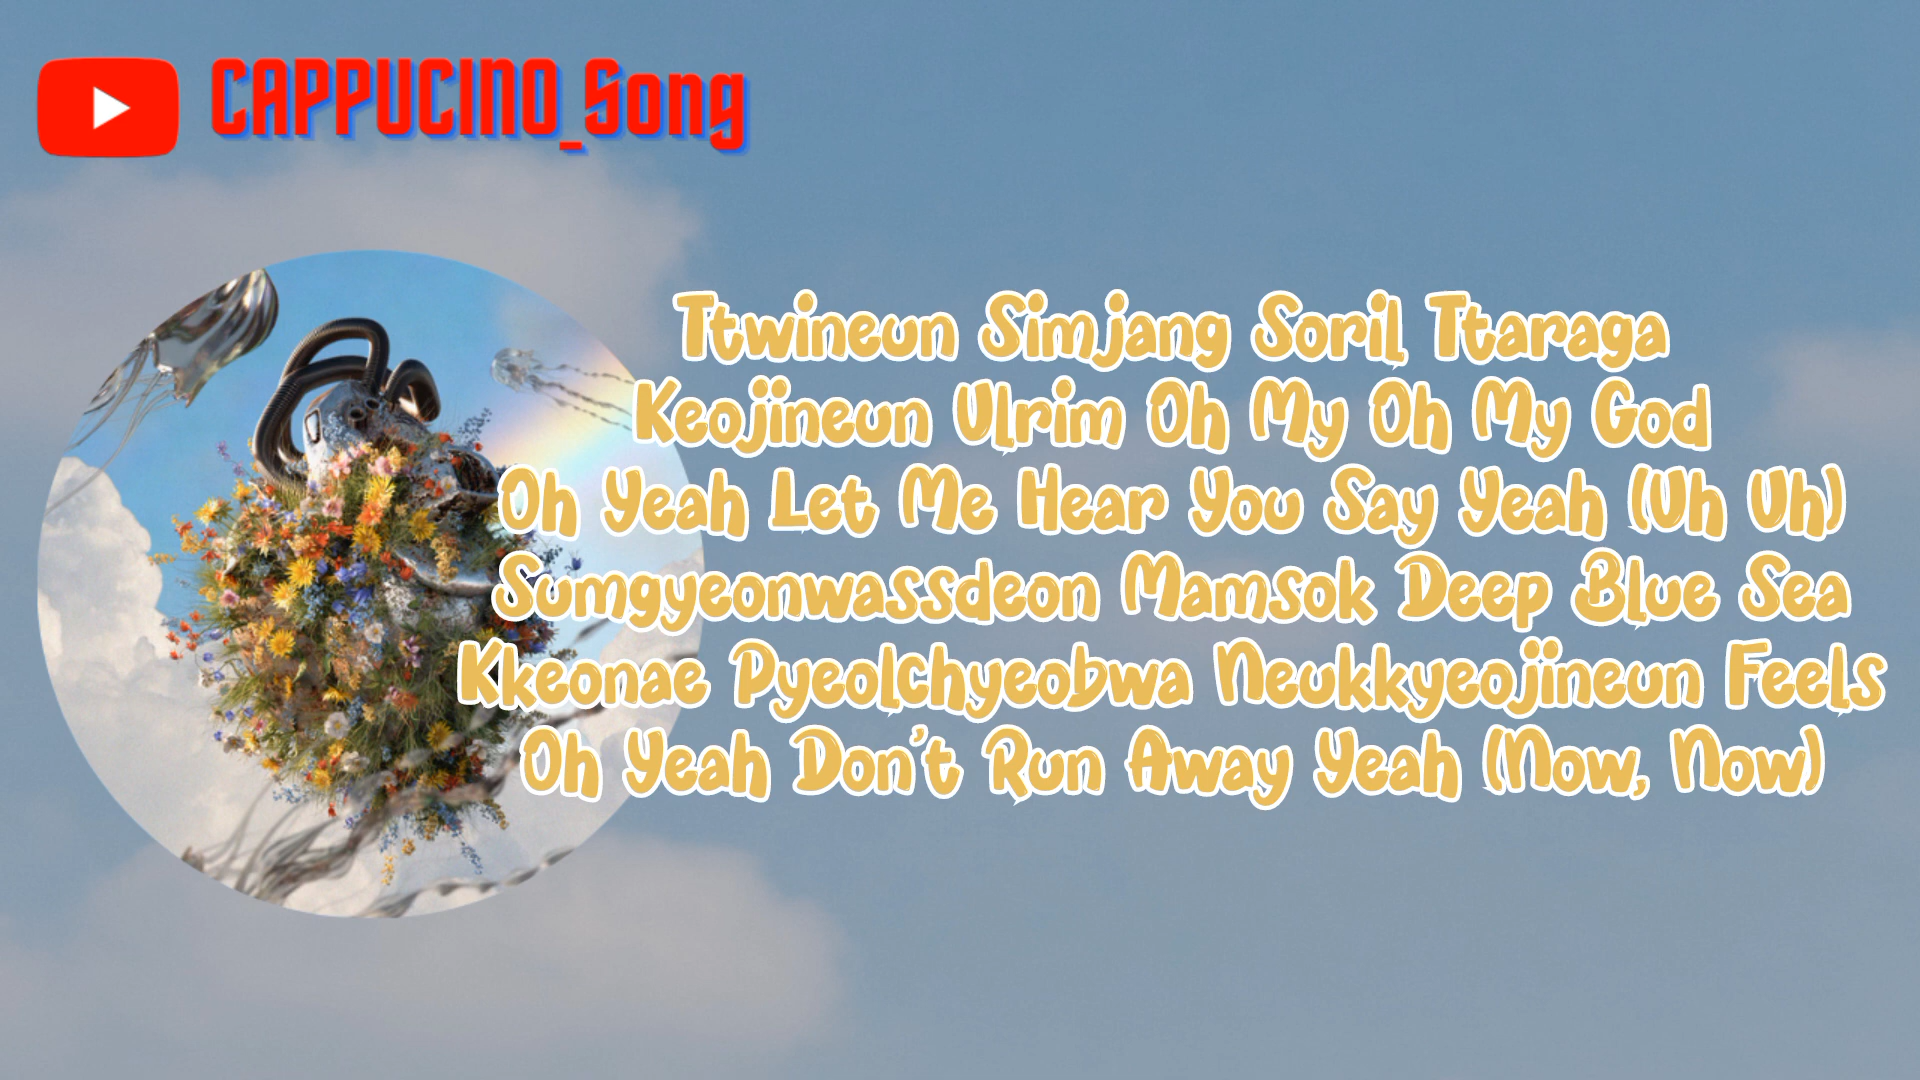 CAPPUCINO_Song
Ttwineun Simjang Soril Ttaraga
Keojineun Ulrim Oh My Oh My God
Oh Yeah Let Me Hear You Say Yeah (Uh Uh)
Sumgyeonwassdeon Mamsok Deep Blue Sea
Kkeonae Pyeolchyeobwa Neukkyeojineun Feels
Oh Yeah Don't Run Away Yeah (Now, Now)